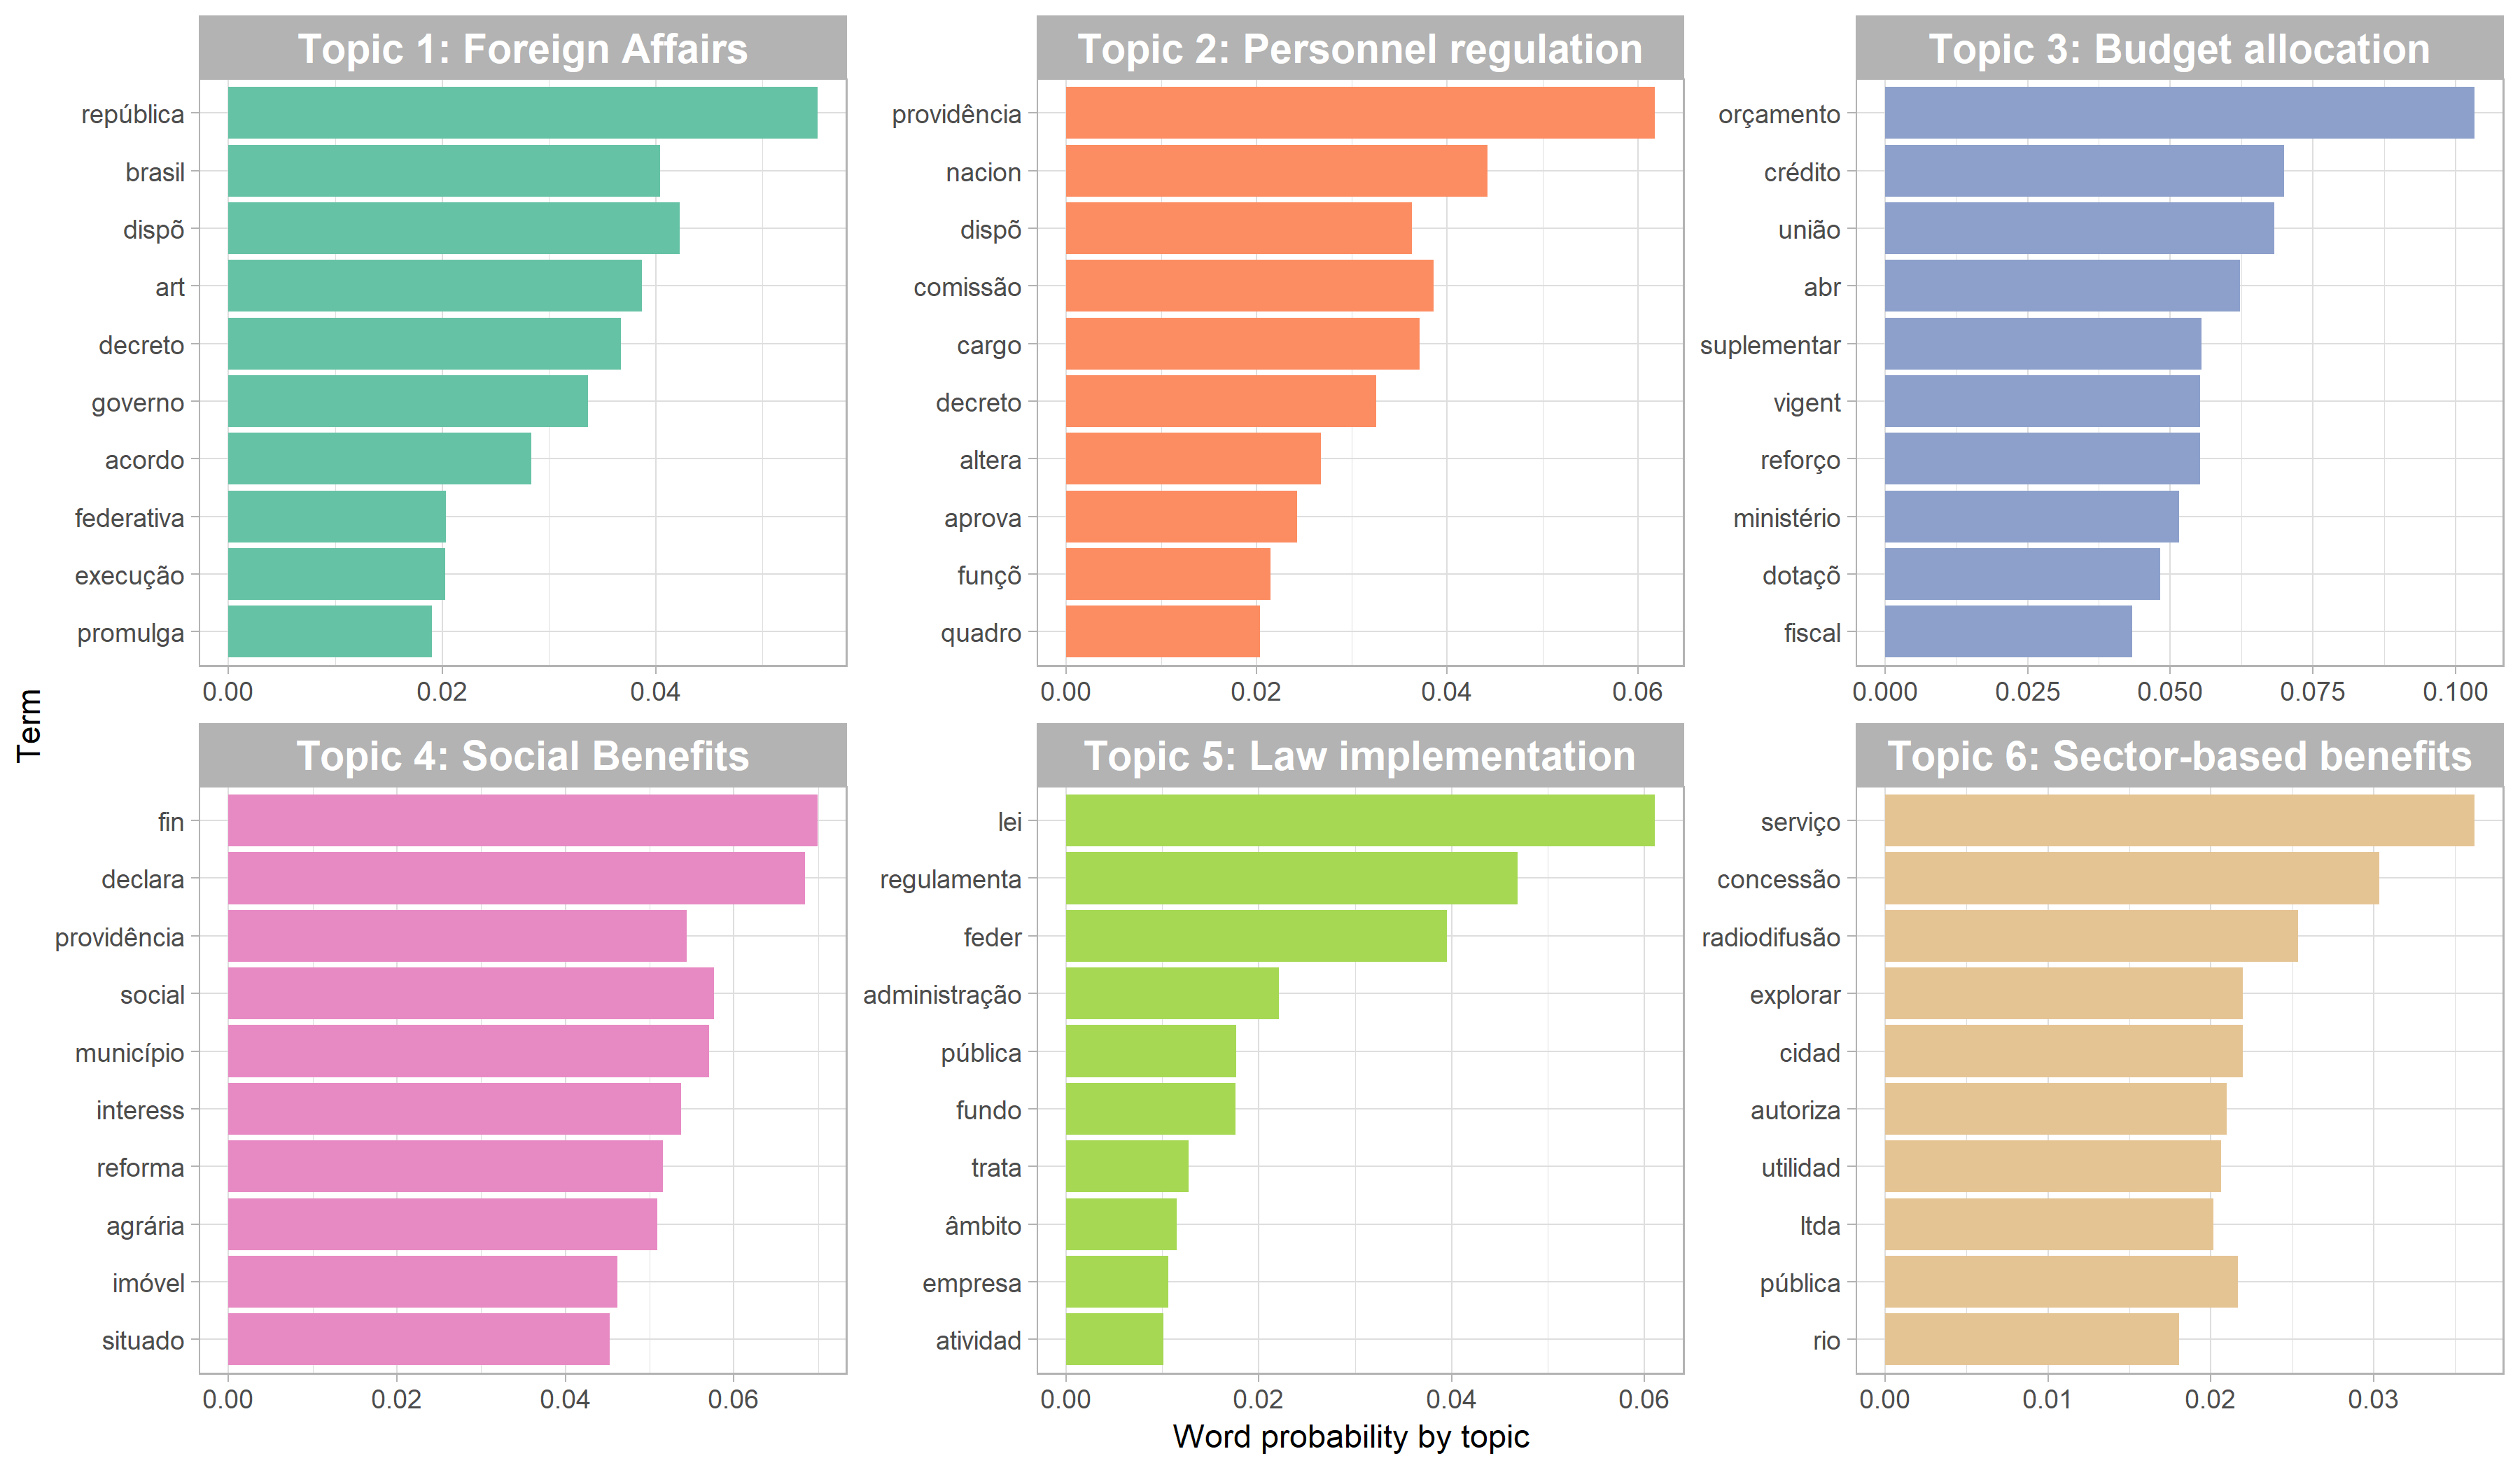 Topic 1: Foreign Affairs
república
brasil
dispõ
art
decreto
governo
acordo
federativa
execução
promulga
0.00 0.02 0.04
Topic 2: Personnel regulation
providência
nacion
dispõ
comissão
cargo
decreto
altera
aprova
funçõ
quadro
0.00 0.02 0.04 0.06
Topic 3: Budget allocation
orçamento
crédito
união
abr
suplementar
vigent
reforço
ministério
dotaçõ
fiscal
0.000 0.025 0.050 0.075 0.100
Term
Topic 4: Social Benefits
fin
declara
providência
social
município
interess
reforma
agrária
imóvel
situado
0.00 0.02 0.04 0.06
Topic 5: Law implementation
lei
regulamenta
feder
administração
pública
fundo
trata
âmbito
empresa
atividad
0.00 0.02 0.04 0.06
Topic 6: Sector-based benefits
serviço
concessão
radiodifusão
explorar
cidad
autoriza
utilidad
ltda
pública
rio
0.00 0.01 0.02 0.03
Word probability by topic